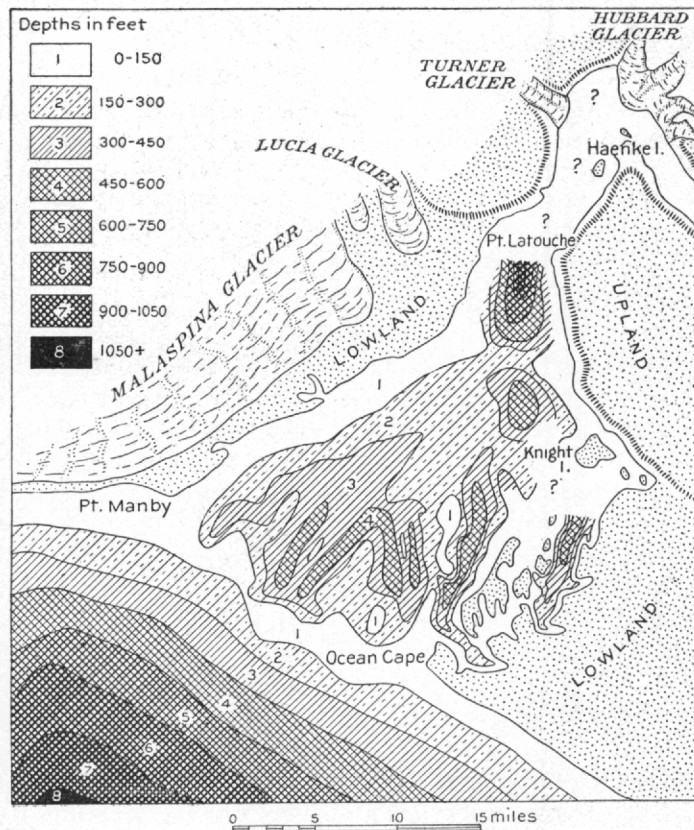 Depths in feet
1 0-150
2 150-300
3 300-450
4 450-600
5 600-750
6 750-900
7 900-1050
8 1050+
HUBBARD
GLACIER
TURNER
GLACIER
?
Haenke I.
?
LUCIA GLACIER
?
Pt. Latouche
MALASPINA GLACIER
LOWLAND
UPLAND
1
2
Knight
I.
?
Pt. Manby
3
4
1
1
1
Ocean Cape
2
3
4
5
6
7
8
LOWLAND
0 5 10 15 miles